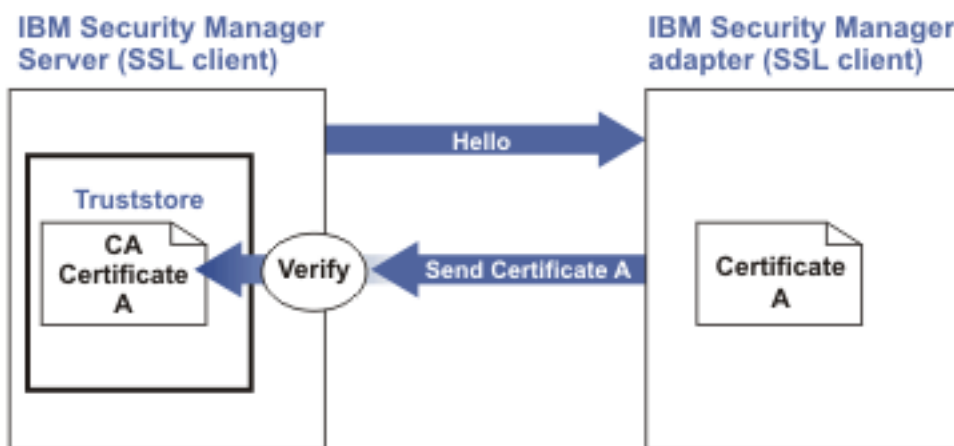 IBM Security Manager
Server (SSL client)
IBM Security Manager
adapter (SSL client)
Hello
Truststore
CA
Certificate
A
Verify
Send Certificate A
Certificate
A